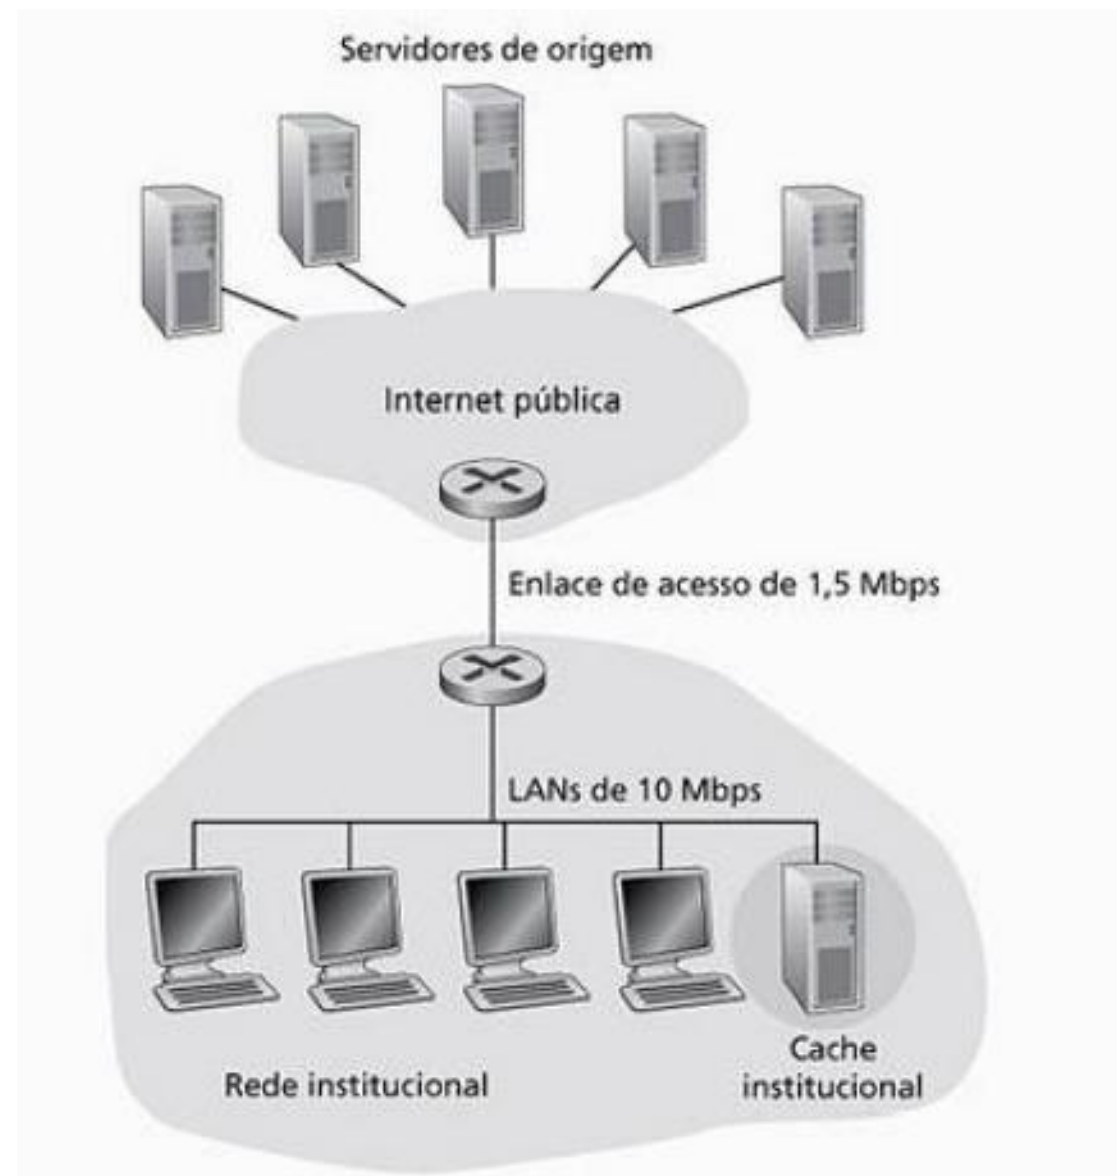 Servidores de origem
Internet pública
Enlace de acesso de 1,5 Mbps
LANs de 10 Mbps
Rede institucional
Cache
institucional